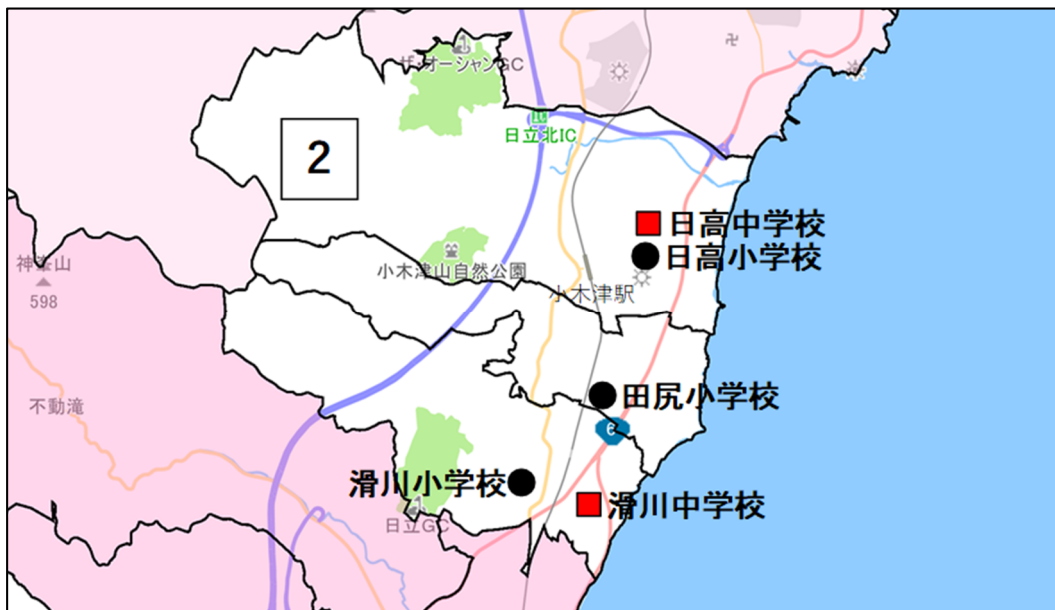 ザ・オーシャンGC
IC
日立北IC
2
日高中学校
日高小学校
神峰山
598
小木津山自然公園
小木津駅
不動滝
田尻小学校
6
滑川小学校
滑川中学校
日立GC